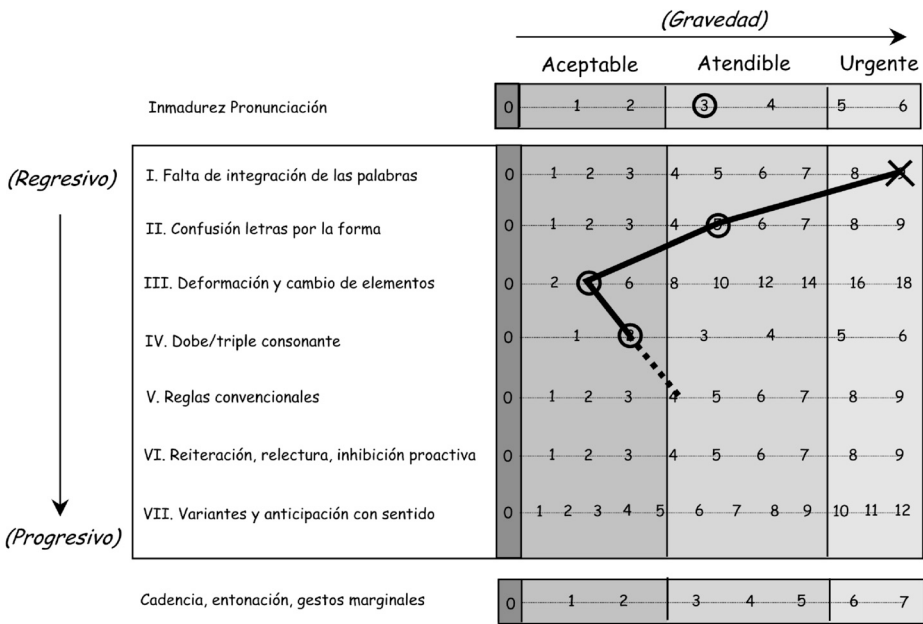 (Gravedad)
Aceptable Atendible Urgente
Inmadurez Pronunciación 0 1 2 3 4 5 6
(Regresivo) I. Falta de integración de las palabras 0 1 2 3 4 5 6 7 8
II. Confusión letras por la forma 0 1 2 3 4 5 6 7 8 9
III. Deformación y cambio de elementos 0 2 6 8 10 12 14 16 18
IV. Dobe/triple consonante 0 1 3 4 5 6
V. Reglas convencionales 0 1 2 3 4 5 6 7 8 9
VI. Reiteración, relectura, inhibición proactiva 0 1 2 3 4 5 6 7 8 9
VII. Variantes y anticipación con sentido 0 1 2 3 4 5 6 7 8 9 10 11 12
(Progresivo)
Cadencia, entonación, gestos marginales 0 1 2 3 4 5 6 7